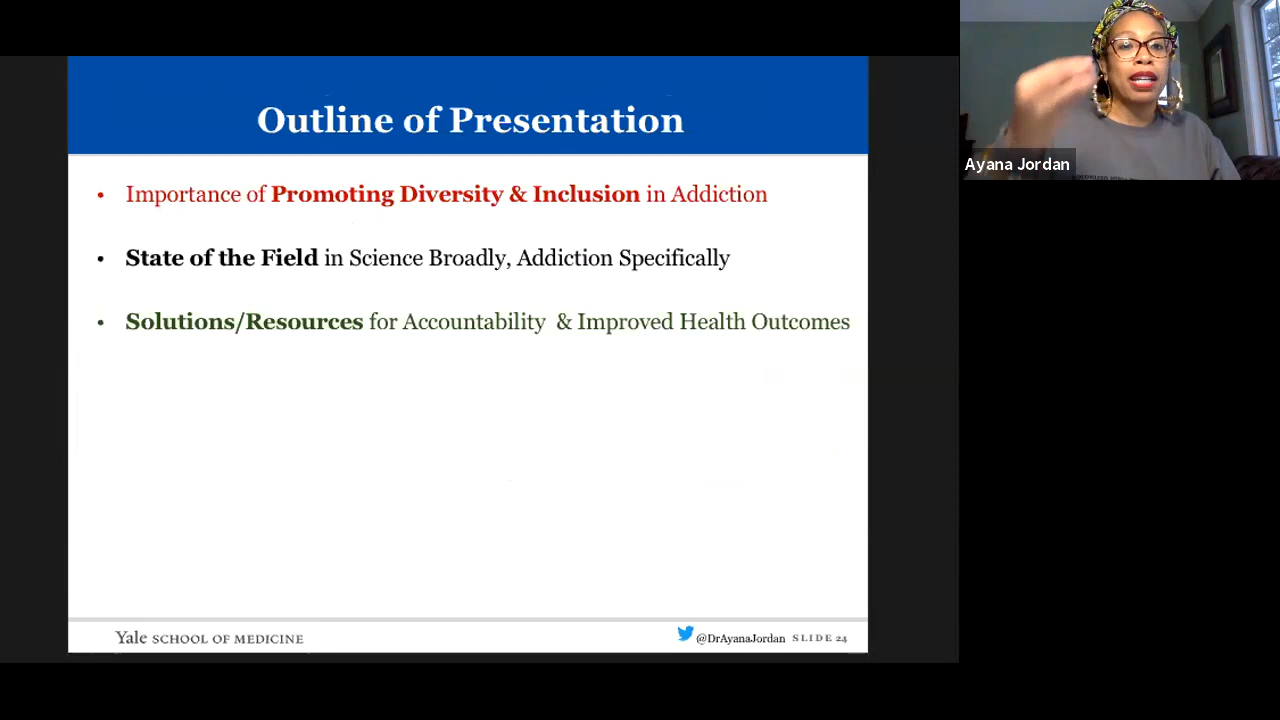 Outline of Presentation
• Importance of Promoting Diversity & Inclusion in Addiction
• State of the Field in Science Broadly, Addiction Specifically
• Solutions/Resources for Accountability & Improved Health Outcomes
Yale SCHOOL OF MEDICINE
@DrAyanaJordan SLIDE 24
Ayana Jordan